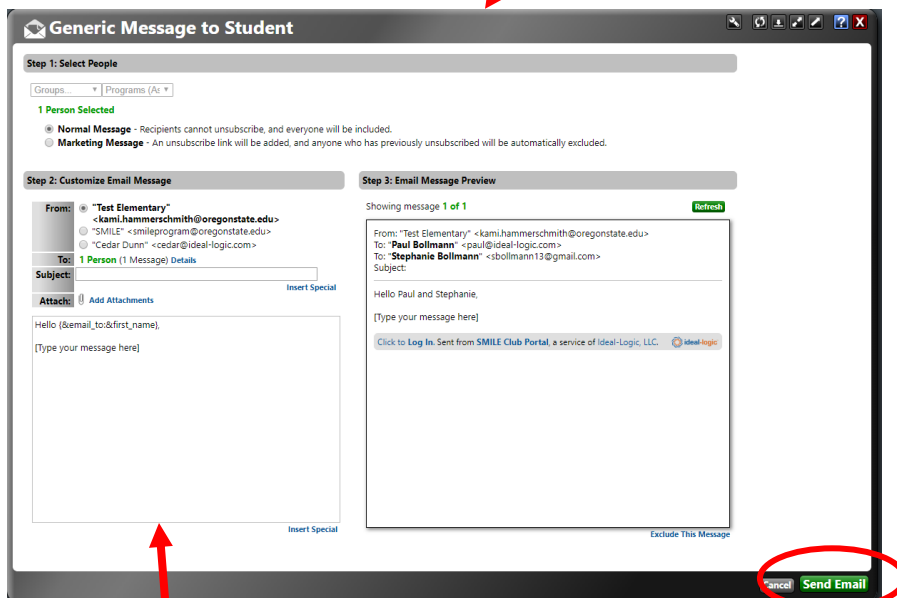 Generic Message to Student
Step 1: Select People
Groups... Programs (As
1 Person Selected
Normal Message - Recipients cannot unsubscribe, and everyone will be included.
Marketing Message - An unsubscribe link will be added, and anyone who has previously unsubscribed will be automatically excluded.
Step 2: Customize Email Message
From: "Test Elementary"
<kami.hammerschmith@oregonstate.edu>
"SMILE" <smileprogram@oregonstate.edu>
"Cedar Dunn" <cedar@ideal-logic.com>
To: 1 Person (1 Message) Details
Subject:
Insert Special
Attach: Add Attachments
Hello {&email_to:&first_name},
[Type your message here]
Insert Special
Step 3: Email Message Preview
Showing message 1 of 1 Refresh
From: "Test Elementary" <kami.hammerschmith@oregonstate.edu>
To: "Paul Bollmann" <paul@ideal-logic.com>
To: "Stephanie Bollmann" <sbollmann13@gmail.com>
Subject:
Hello Paul and Stephanie,
[Type your message here]
Click to Log In. Sent from SMILE Club Portal, a service of Ideal-Logic, LLC. ideal-logic
Exclude This Message
Cancel Send Email